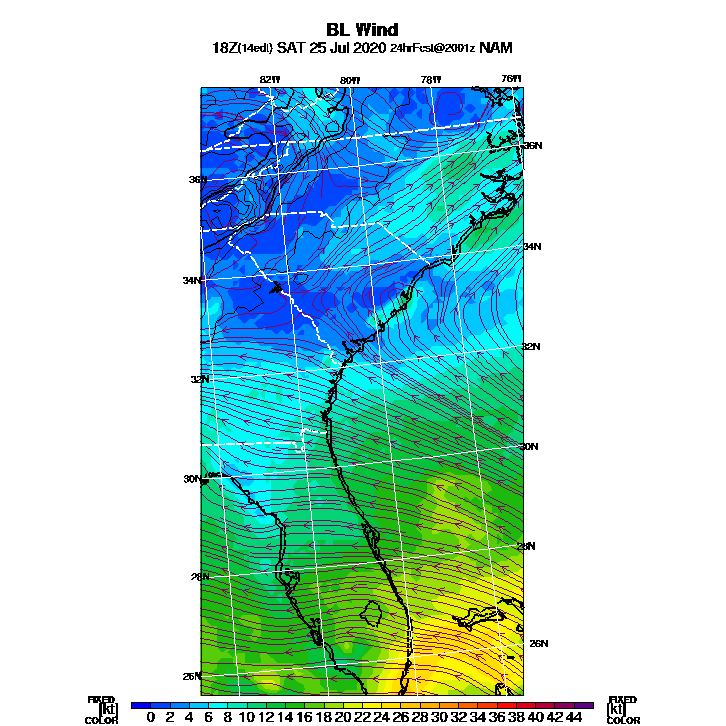 BL Wind
18Z(14edt) SAT 25 Jul 2020 24hrFcst@2001z NAM
82W 80W 78W 76W
36N
36N
34N
34N
32N
32N
30N
30N
28N
28N
26N
26N
FIXED FIXED
[kt] 0 2 4 6 8 10 12 14 16 18 20 22 24 26 28 30 32 34 36 38 40 42 44 [kt]
COLOR COLOR